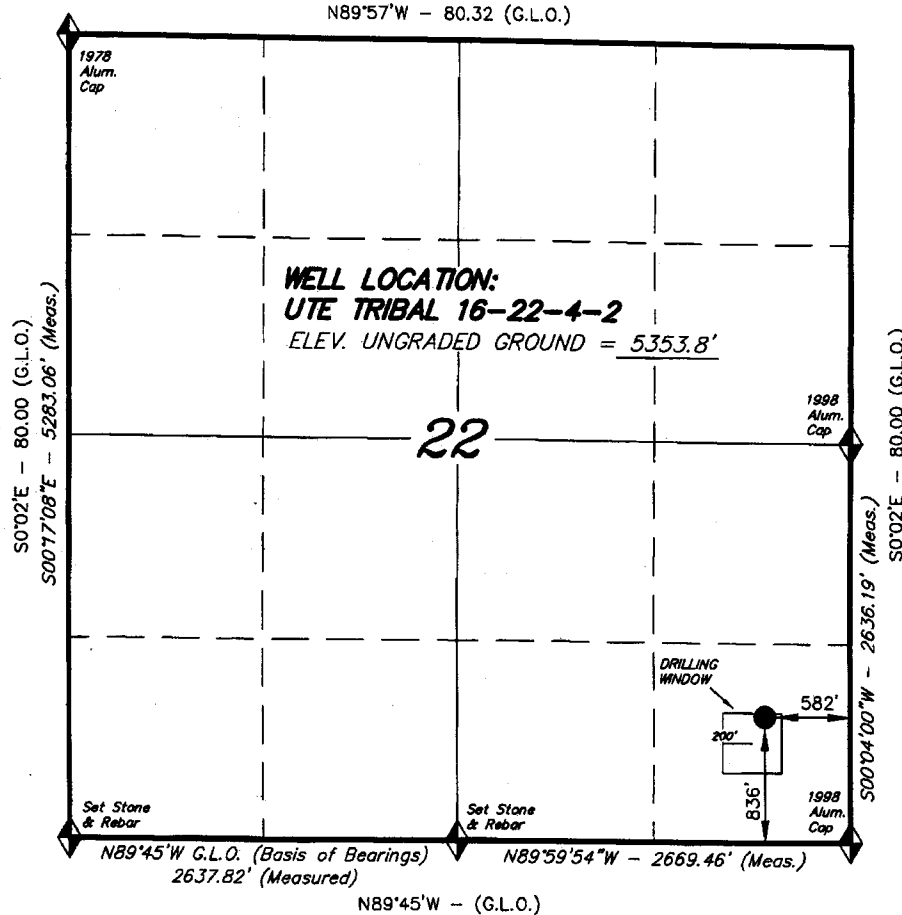 N89°57'W - 80.32 (G.L.O.)
1978
Alum.
Cap
WELL LOCATION:
UTE TRIBAL 16-22-4-2
ELEV. UNGRADED GROUND = 5353.8'
S0°02'E - 80.00 (G.L.O.)
S00°17'08"E - 5283.06' (Meas.)
22
1998
Alum.
Cap
S0°02'E - 80.00 (G.L.O.)
S00°04'00"W - 2636.19' (Meas.)
DRILLING
WINDOW
582'
200'
836'
Set Stone
& Rebar
Set Stone
& Rebar
1998
Alum.
Cap
N89°45'W G.L.O. (Basis of Bearings)
2637.82' (Measured)
N89°59'54"W - 2669.46' (Meas.)
N89°45'W - (G.L.O.)